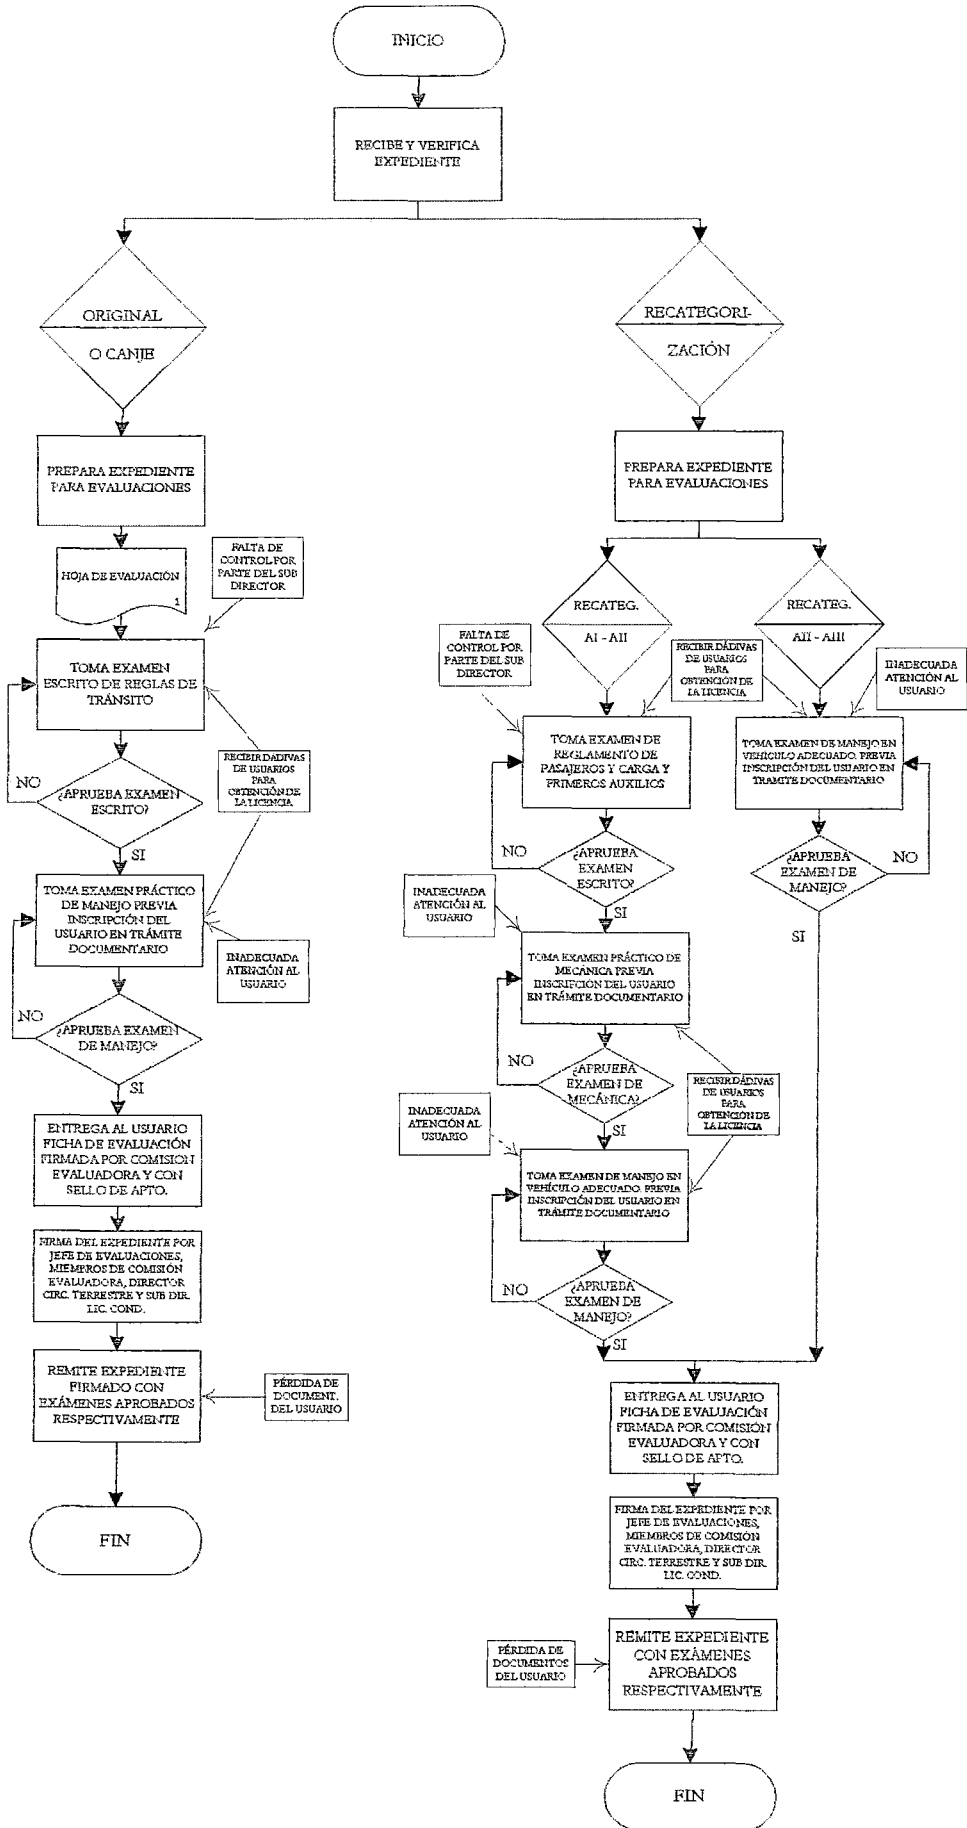 INICIO
RECIBE Y VERIFICA
EXPEDIENTE
ORIGINAL
O CANJE
PREPARA EXPEDIENTE
PARA EVALUACIONES
HOJA DE EVALUACIÓN
1
FALTA DE
CONTROL POR
PARTE DEL SUB
DIRECTOR
TOMA EXAMEN
ESCRITO DE REGLAS DE
TRÁNSITO
NO
¿APRUEBA EXAMEN
ESCRITO?
SI
RECIBIR DADIVAS
DE USUARIOS
PARA
OBTENCIÓN DE
LA LICENCIA
TOMA EXAMEN PRÁCTICO
DE MANEJO PREVIA
INSCRIPCIÓN DEL
USUARIO EN TRÁMITE
DOCUMENTARIO
INADECUADA
ATENCIÓN AL
USUARIO
NO
¿APRUEBA EXAMEN
DE MANEJO?
SI
ENTREGA AL USUARIO
FICHA DE EVALUACIÓN
FIRMADA POR COMISIÓN
EVALUADORA Y CON
SELLO DE APTO.
FIRMA DEL EXPEDIENTE POR
JEFE DE EVALUACIONES,
MIEMBROS DE COMISIÓN
EVALUADORA, DIRECTOR
CIRC. TERRESTRE Y SUB DIR.
LIC. COND.
REMITE EXPEDIENTE
FIRMADO CON
EXÁMENES APROBADOS
RESPECTIVAMENTE
PÉRDIDA DE
DOCUMENT.
DEL USUARIO
FIN
RECATEGORI-
ZACIÓN
PREPARA EXPEDIENTE
PARA EVALUACIONES
RECATEG.
AI - AII
RECATEG.
AII - AIII
FALTA DE
CONTROL POR
PARTE DEL SUB
DIRECTOR
RECIBIR DÁDIVAS
DE USUARIOS
PARA
OBTENCIÓN DE
LA LICENCIA
INADECUADA
ATENCIÓN AL
USUARIO
TOMA EXAMEN DE
REGLAMENTO DE
PASAJEROS Y CARGA Y
PRIMEROS AUXILIOS
TOMA EXAMEN DE MANEJO EN
VEHÍCULO ADECUADO. PREVIA
INSCRIPCIÓN DEL USUARIO EN
TRAMITE DOCUMENTARIO
NO
¿APRUEBA
EXAMEN
ESCRITO?
SI
¿APRUEBA
EXAMEN DE
MANEJO?
NO
SI
INADECUADA
ATENCIÓN AL
USUARIO
TOMA EXAMEN PRÁCTICO DE
MECÁNICA PREVIA
INSCRIPCIÓN DEL USUARIO
EN TRÁMITE DOCUMENTARIO
NO
¿APRUEBA
EXAMEN DE
MECÁNICA?
SI
RECIBIR DÁDIVAS
DE USUARIOS
PARA
OBTENCIÓN DE
LA LICENCIA
INADECUADA
ATENCIÓN AL
USUARIO
TOMA EXAMEN DE MANEJO EN
VEHÍCULO ADECUADO. PREVIA
INSCRIPCIÓN DEL USUARIO EN
TRÁMITE DOCUMENTARIO
NO
¿APRUEBA
EXAMEN DE
MANEJO?
SI
ENTREGA AL USUARIO
FICHA DE EVALUACIÓN
FIRMADA POR COMISIÓN
EVALUADORA Y CON
SELLO DE APTO.
FIRMA DEL EXPEDIENTE POR
JEFE DE EVALUACIONES,
MIEMBROS DE COMISIÓN
EVALUADORA, DIRECTOR
CIRC. TERRESTRE Y SUB DIR.
LIC. COND.
PÉRDIDA DE
DOCUMENTOS
DEL USUARIO
REMITE EXPEDIENTE
CON EXÁMENES
APROBADOS
RESPECTIVAMENTE
FIN